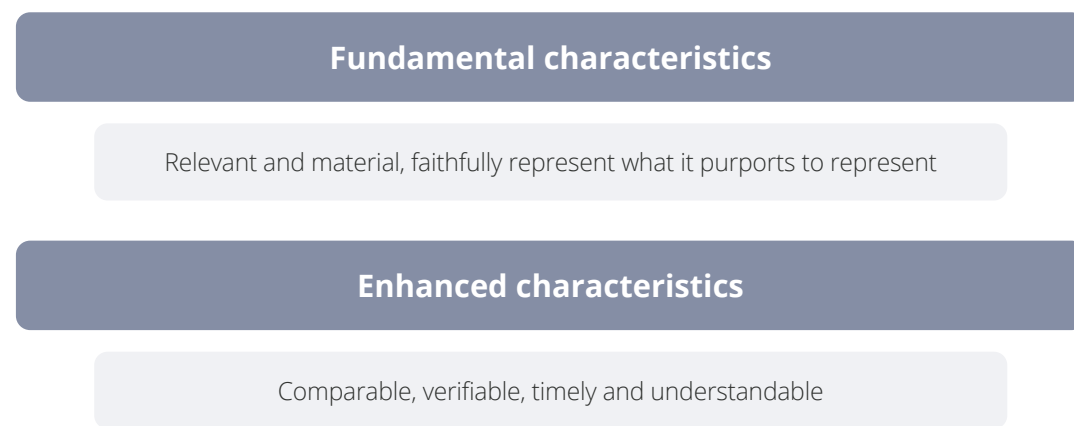 Fundamental characteristics
Relevant and material, faithfully represent what it purports to represent
Enhanced characteristics
Comparable, verifiable, timely and understandable